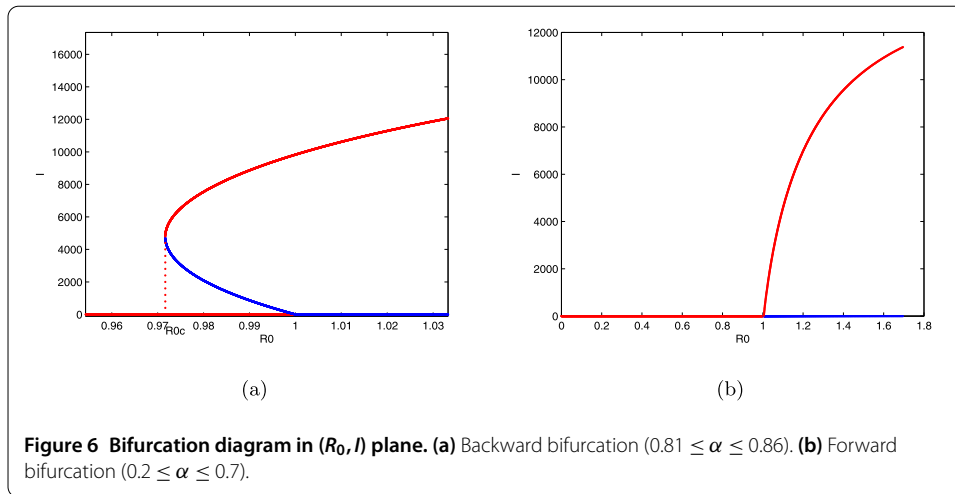 16000
14000
12000
10000
8000
6000
4000
2000
0
I
0.96 0.97 0.98 0.99 1 1.01 1.02 1.03
R0c
R0
(a)
12000
10000
8000
6000
4000
2000
0
I
0 0.2 0.4 0.6 0.8 1 1.2 1.4 1.6 1.8
R0
(b)
Figure 6 Bifurcation diagram in (R₀, I) plane. (a) Backward bifurcation (0.81 ≤ α ≤ 0.86). (b) Forward
bifurcation (0.2 ≤ α ≤ 0.7).